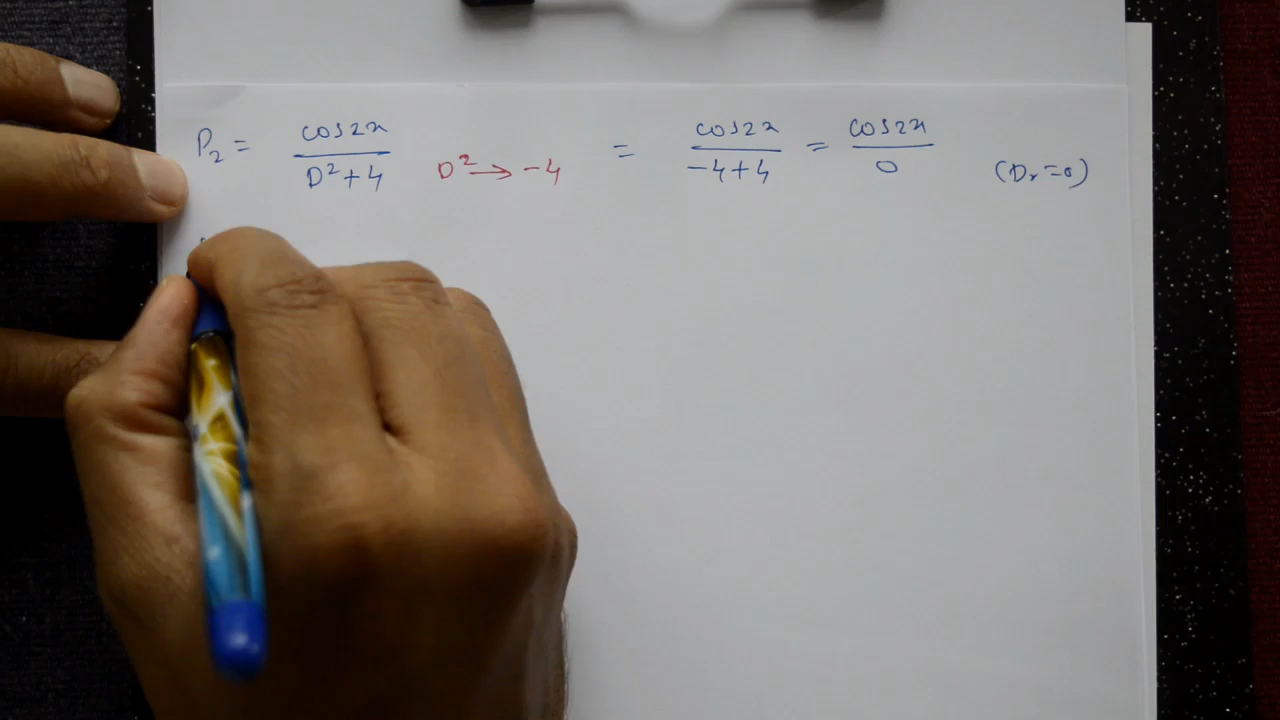 P₂ = cos2x / D²+4 D² → -4 = cos2x / -4+4 = cos2x / 0 (Dr=0)